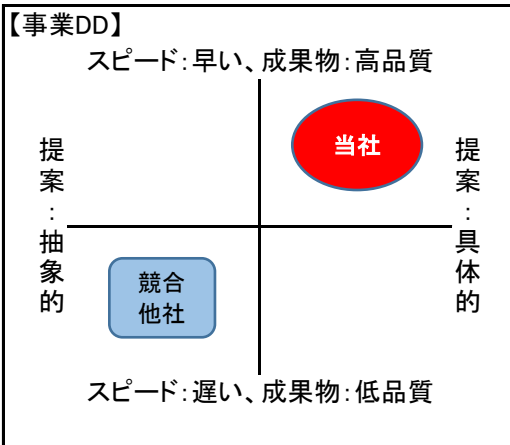 【事業DD】
スピード：早い、成果物：高品質
当社
提案：抽象的
提案：具体的
競合
他社
スピード：遅い、成果物：低品質